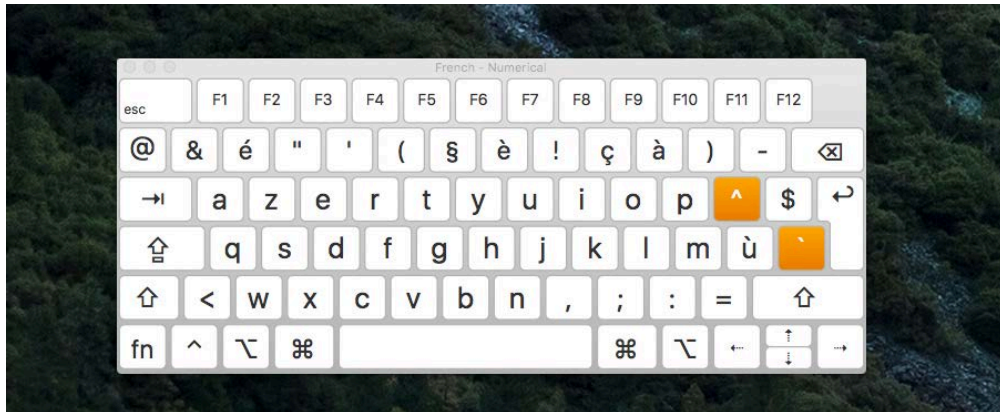 French - Numerical
esc F1 F2 F3 F4 F5 F6 F7 F8 F9 F10 F11 F12
@ & é " ' ( § è ! ç à ) -
a z e r t y u i o p ^ $
q s d f g h j k l m ù `
< w x c v b n , ; : =
fn ^ ⌥ ⌘ ⌘ ⌥